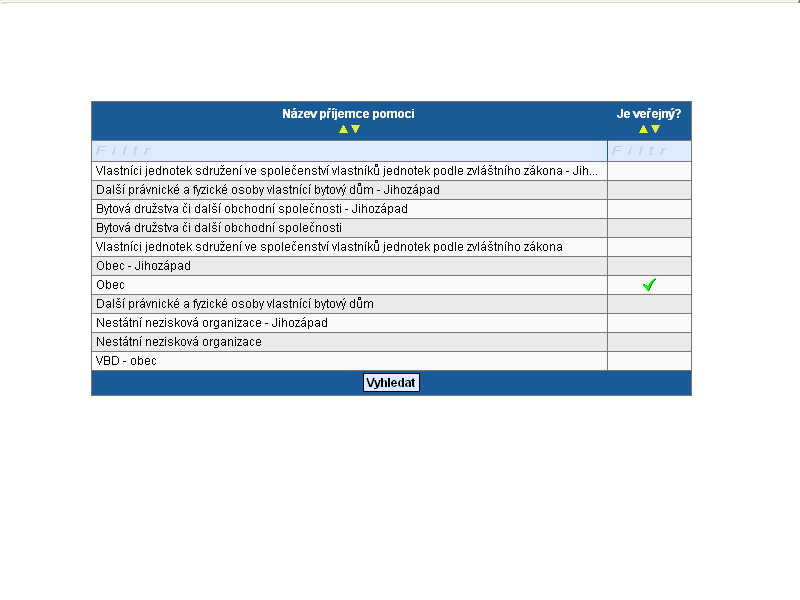 Název příjemce pomoci Je veřejný?
Filtr Filtr
Vlastníci jednotek sdružení ve společenství vlastníků jednotek podle zvláštního zákona - Jih...
Další právnické a fyzické osoby vlastnící bytový dům - Jihozápad
Bytová družstva či další obchodní společnosti - Jihozápad
Bytová družstva či další obchodní společnosti
Vlastníci jednotek sdružení ve společenství vlastníků jednotek podle zvláštního zákona
Obec - Jihozápad
Obec
Další právnické a fyzické osoby vlastnící bytový dům
Nestátní nezisková organizace - Jihozápad
Nestátní nezisková organizace
VBD - obec
Vyhledat